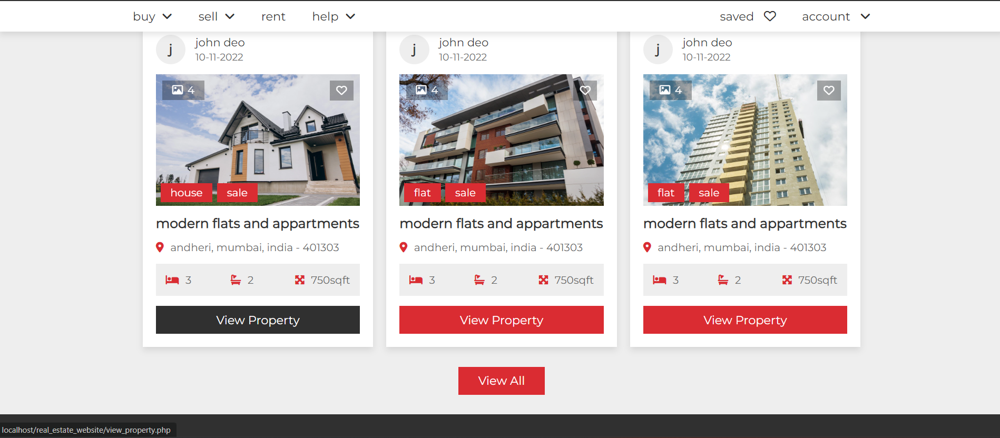 buy sell rent help saved account
j john deo
10-11-2022
4
house sale
modern flats and appartments
andheri, mumbai, india - 401303
3 2 750sqft
View Property
j john deo
10-11-2022
4
flat sale
modern flats and appartments
andheri, mumbai, india - 401303
3 2 750sqft
View Property
j john deo
10-11-2022
4
flat sale
modern flats and appartments
andheri, mumbai, india - 401303
3 2 750sqft
View Property
View All
localhost/real_estate_website/view_property.php